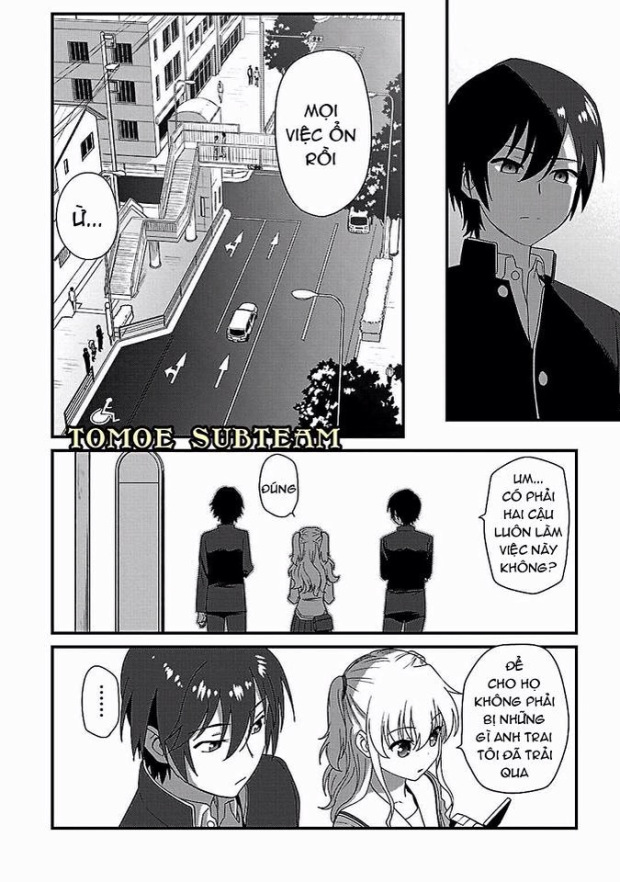 MỌI
VIỆC ỔN
RỒI
Ừ...
TOMOE SUBTEAM
UM...
CÓ PHẢI
HAI CẬU
LUÔN LÀM
VIỆC NÀY
KHÔNG?
ĐÚNG
ĐỂ
CHO HỌ
KHÔNG PHẢI
BỊ NHỮNG
GÌ ANH TRAI
TÔI ĐÃ TRẢI
QUA
......